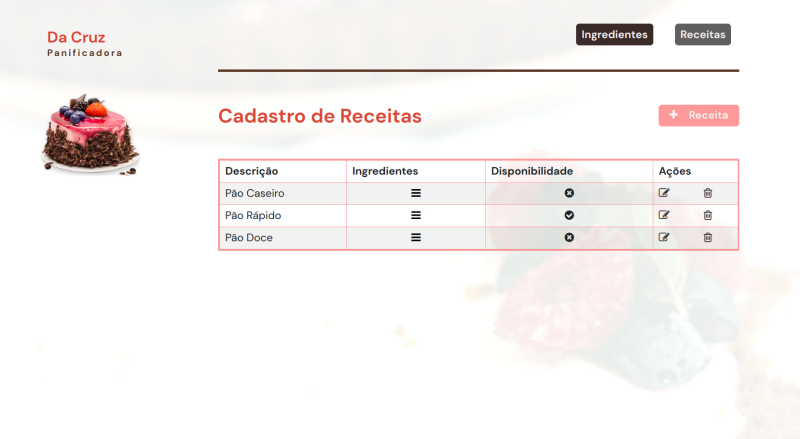 Da Cruz
Panificadora
Ingredientes
Receitas
Cadastro de Receitas
Receita
Descrição Ingredientes Disponibilidade Ações
Pão Caseiro
Pão Rápido
Pão Doce